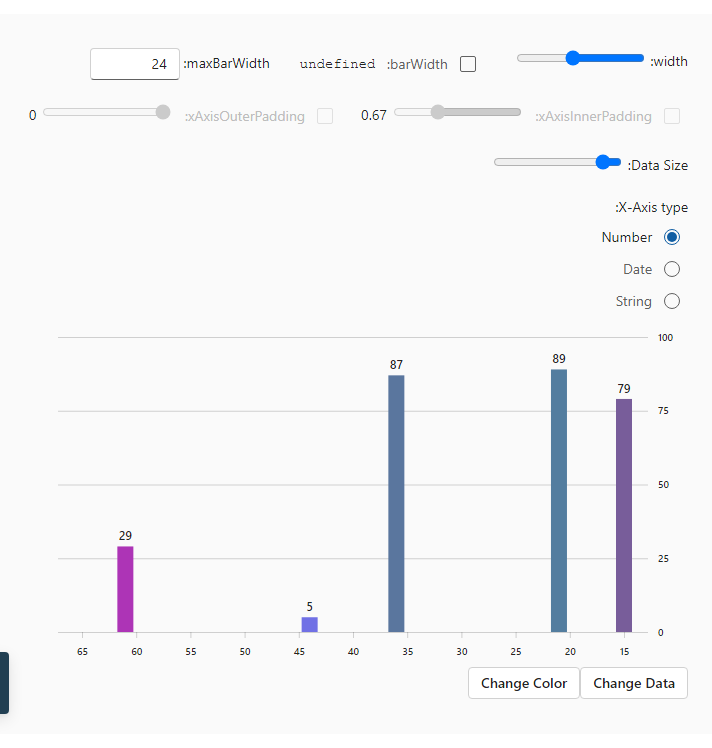 24 :maxBarWidth undefined :barWidth :width
0 :xAxisOuterPadding 0.67 :xAxisInnerPadding
:Data Size
:X-Axis type
Number
Date
String
100
89
87
79
75
50
29
25
5
0
65 60 55 50 45 40 35 30 25 20 15
Change Color Change Data